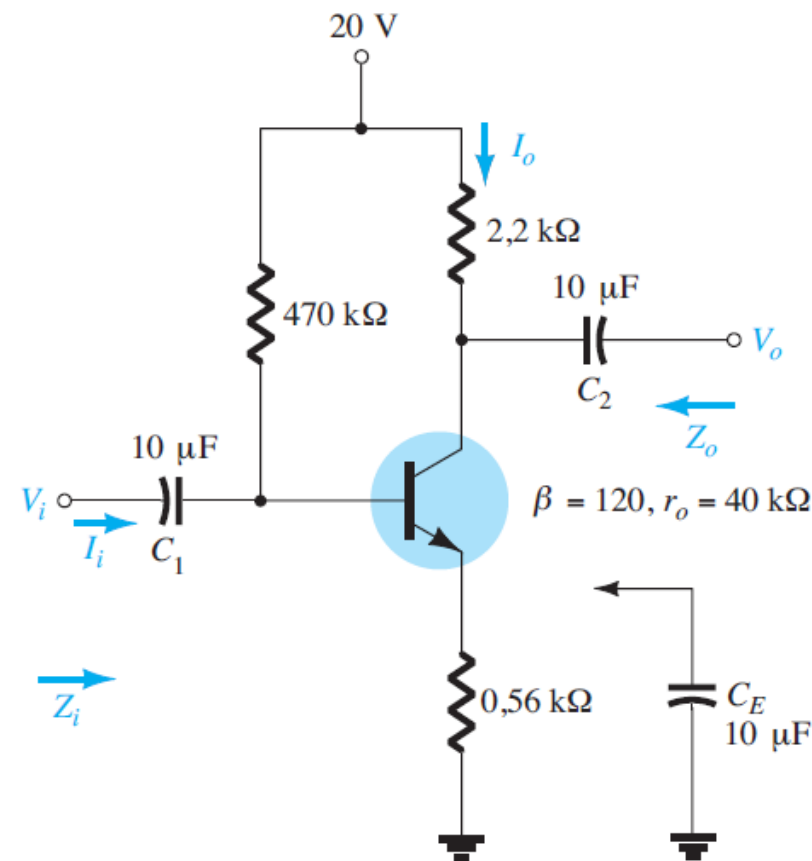 20 V
I_o
2,2 kΩ
10 μF
470 kΩ
V_o
C_2
Z_o
10 μF
V_i
β = 120, r_o = 40 kΩ
I_i
C_1
Z_i
0,56 kΩ
C_E
10 μF